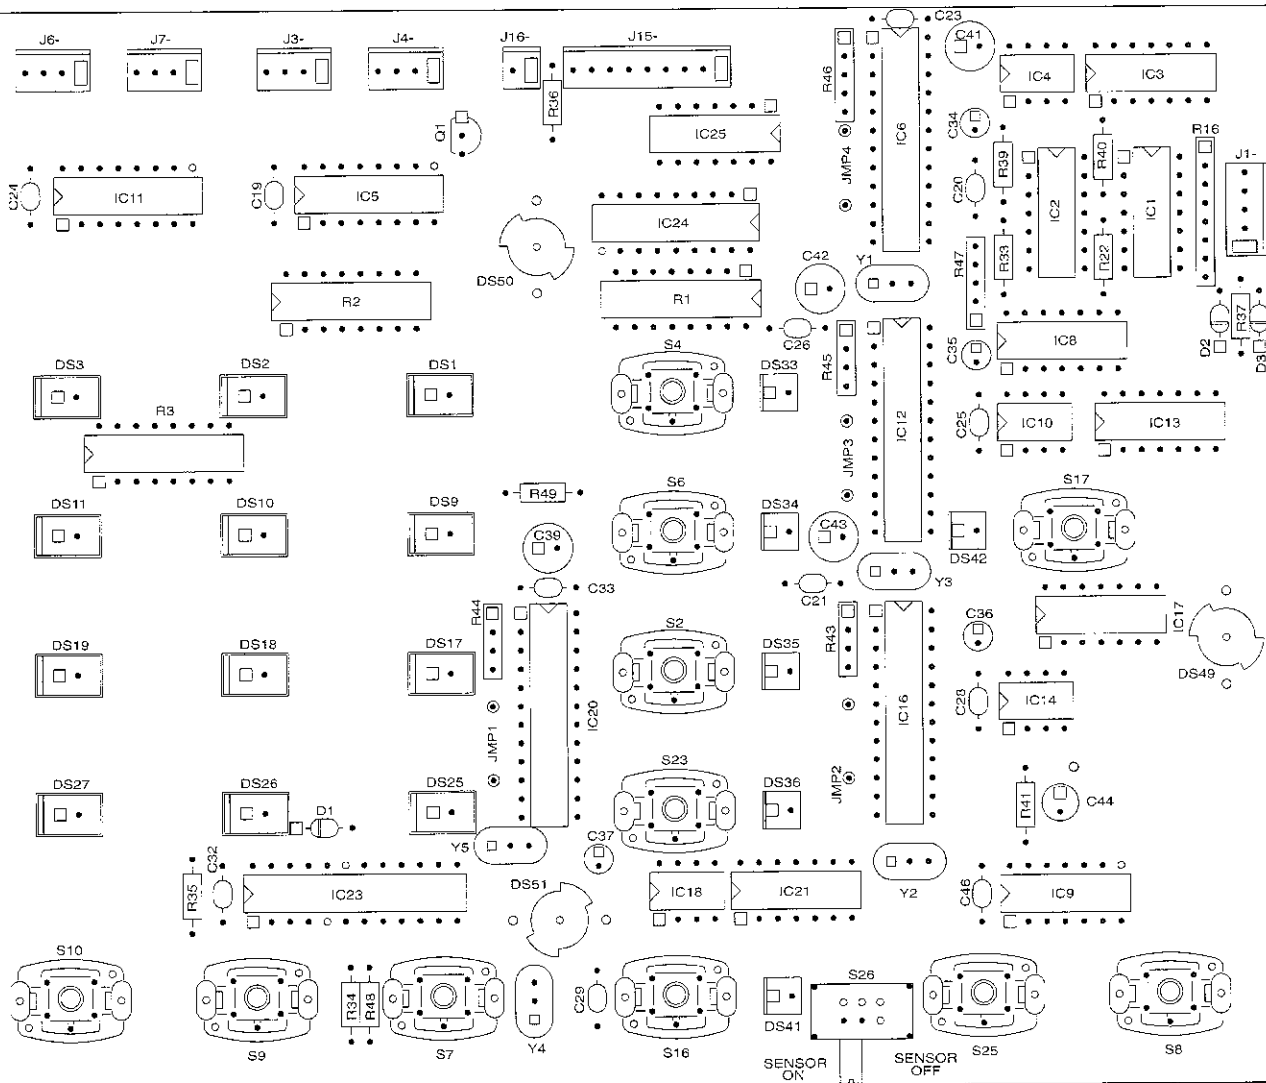 C23
J6-
J7-
J3-
J4-
J16-
J15-
C41
R46
IC4
IC3
R36
IC6
C34
Q1
IC25
R16
JMP4
R39
R40
J1-
C24
IC11
C19
IC5
C20
IC2
IC1
IC24
DS50
C42
Y1
R47
R33
R22
R2
R1
R37
C26
D2
D3
S4
R45
C35
IC8
DS3
DS2
DS1
DS33
R3
IC12
C25
IC10
IC13
JMP3
S6
S17
DS11
DS10
DS9
R49
DS34
C39
C43
DS42
C33
C21
Y3
R44
S2
R43
C36
IC17
DS19
DS18
DS17
DS35
DS49
IC20
IC16
C28
IC14
JMP1
S23
JMP2
DS27
DS26
D1
DS25
DS36
R41
C44
Y5
C37
C32
DS51
Y2
R35
IC23
IC18
IC21
C46
IC9
S10
S26
S8
R34
R48
C29
S9
S7
Y4
S16
DS41
S25
SENSOR
ON
SENSOR
OFF